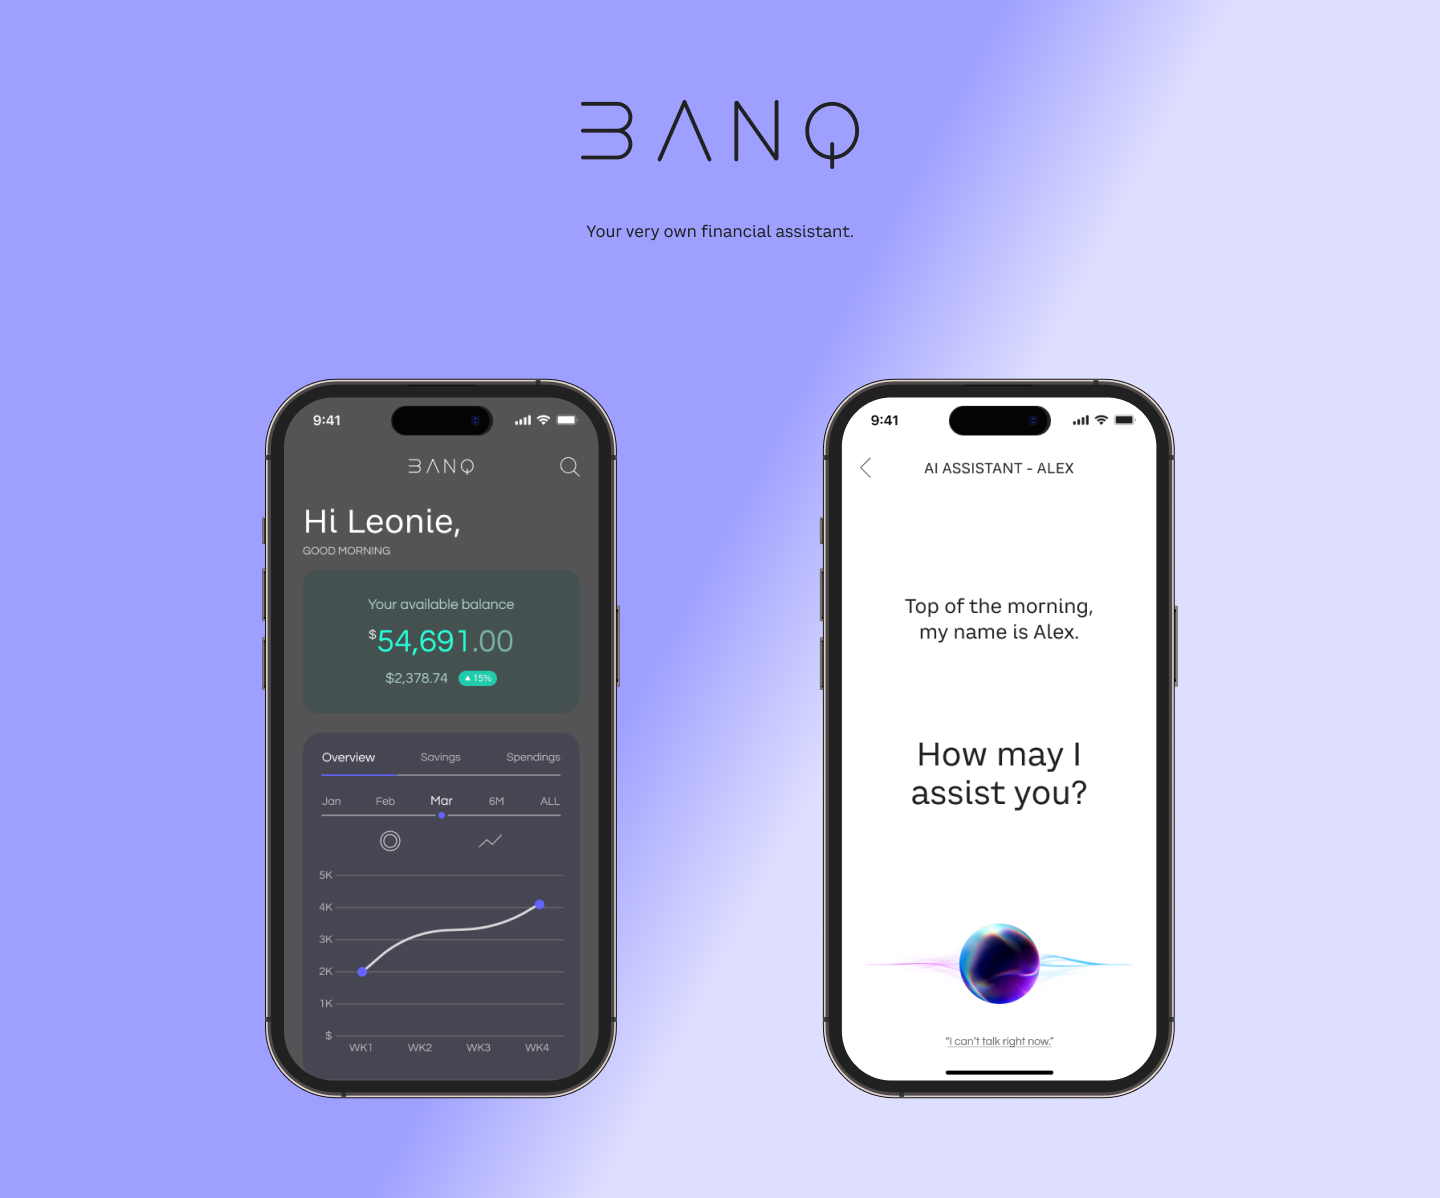 BANQ
Your very own financial assistant.
9:41
BANQ
Hi Leonie,
GOOD MORNING
Your available balance
$54,691.00
$2,378.74 ▲ 15%
Overview Savings Spendings
Jan Feb Mar 6M ALL
5K
4K
3K
2K
1K
$
WK1 WK2 WK3 WK4
9:41
AI ASSISTANT - ALEX
Top of the morning,
my name is Alex.
How may I
assist you?
“I can’t talk right now.”